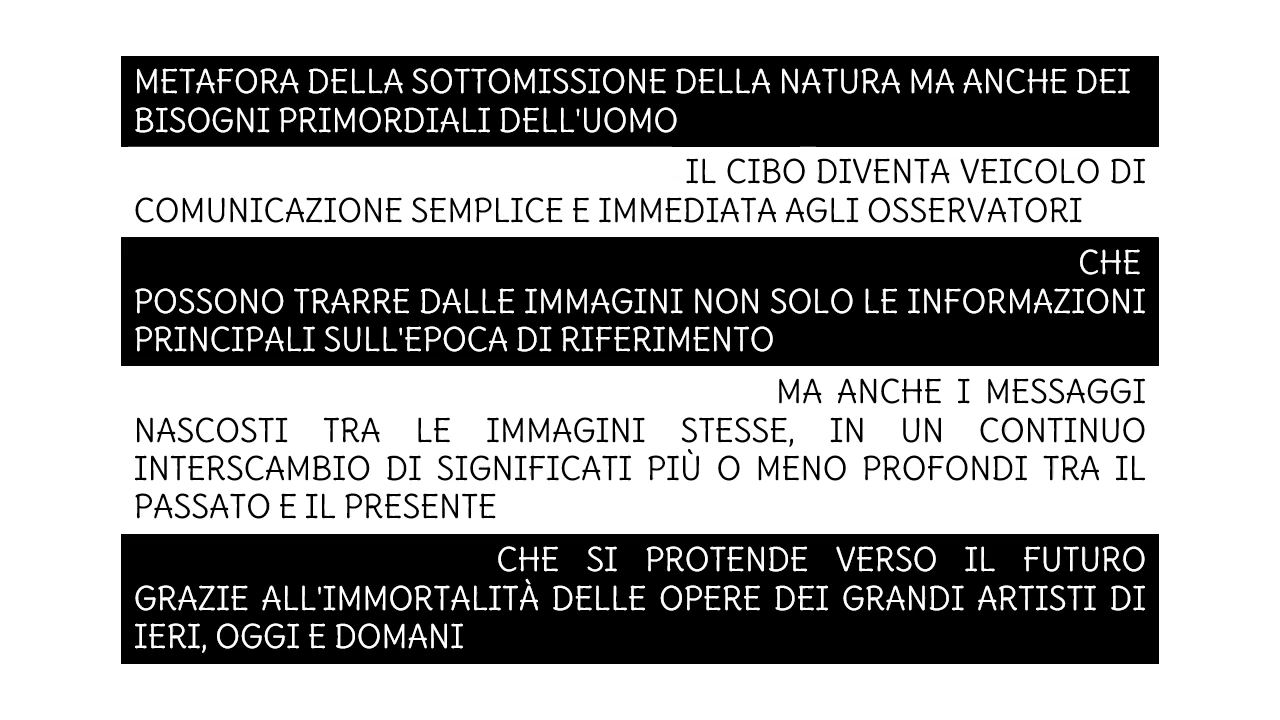 METAFORA DELLA SOTTOMISSIONE DELLA NATURA MA ANCHE DEI
BISOGNI PRIMORDIALI DELL'UOMO
IL CIBO DIVENTA VEICOLO DI
COMUNICAZIONE SEMPLICE E IMMEDIATA AGLI OSSERVATORI
CHE
POSSONO TRARRE DALLE IMMAGINI NON SOLO LE INFORMAZIONI
PRINCIPALI SULL'EPOCA DI RIFERIMENTO
MA ANCHE I MESSAGGI
NASCOSTI TRA LE IMMAGINI STESSE, IN UN CONTINUO
INTERSCAMBIO DI SIGNIFICATI PIÙ O MENO PROFONDI TRA IL
PASSATO E IL PRESENTE
CHE SI PROTENDE VERSO IL FUTURO
GRAZIE ALL'IMMORTALITÀ DELLE OPERE DEI GRANDI ARTISTI DI
IERI, OGGI E DOMANI